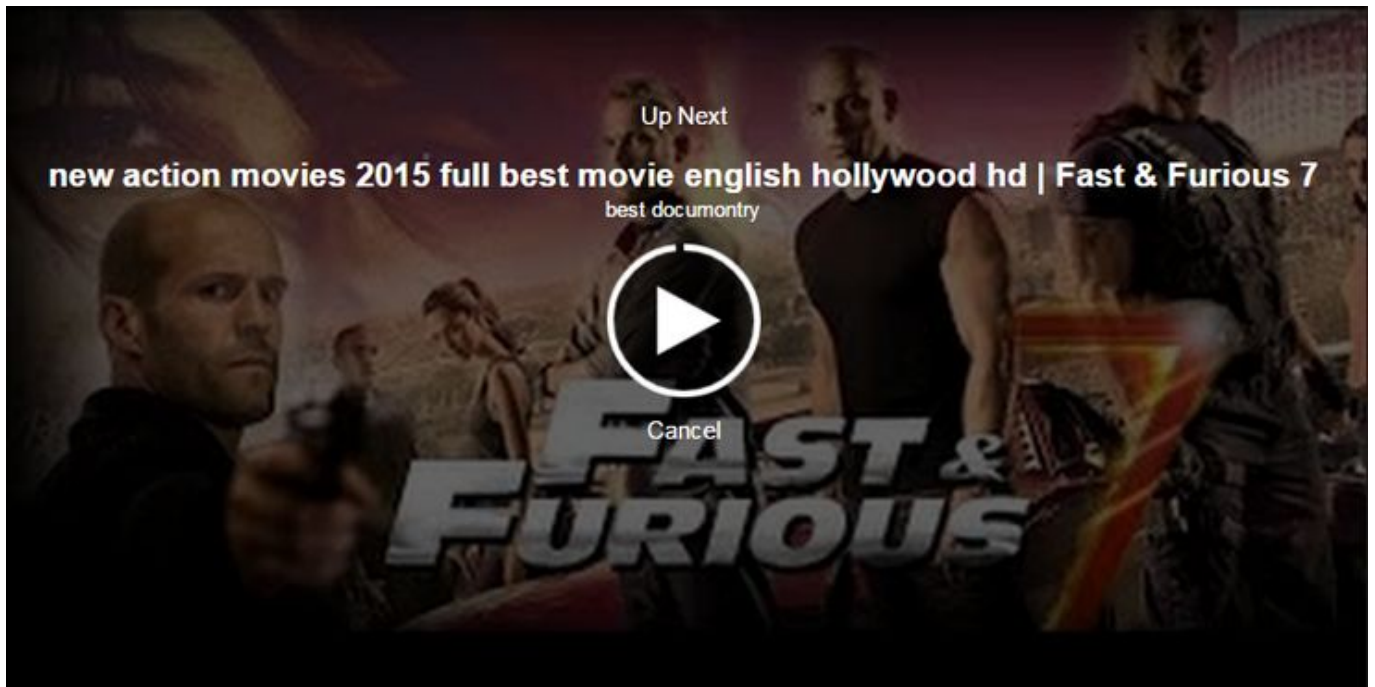 Up Next
new action movies 2015 full best movie english hollywood hd | Fast & Furious 7
best documontry
Cancel
FAST &
FURIOUS 7